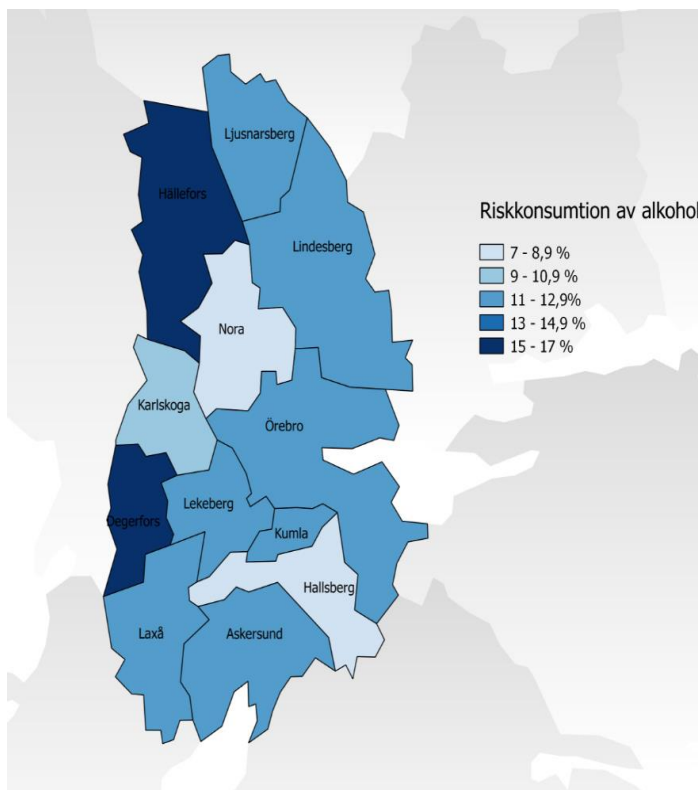 Ljusnarsberg
Hällefors
Riskkonsumtion av alkohol
Lindesberg
7 - 8,9 %
9 - 10,9 %
11 - 12,9%
13 - 14,9 %
15 - 17 %
Nora
Karlskoga
Örebro
Lekeberg
Degerfors
Kumla
Hallsberg
Laxå
Askersund